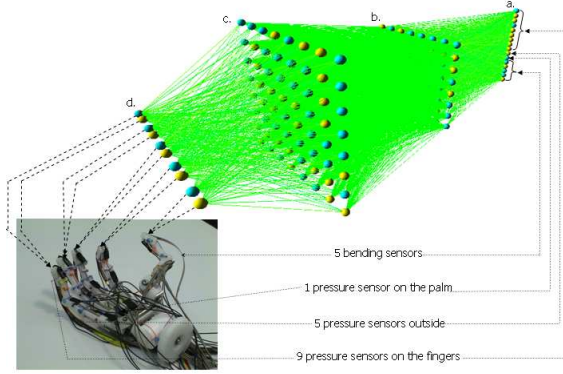 a.
b.
c.
d.
5 bending sensors
1 pressure sensor on the palm
5 pressure sensors outside
9 pressure sensors on the fingers